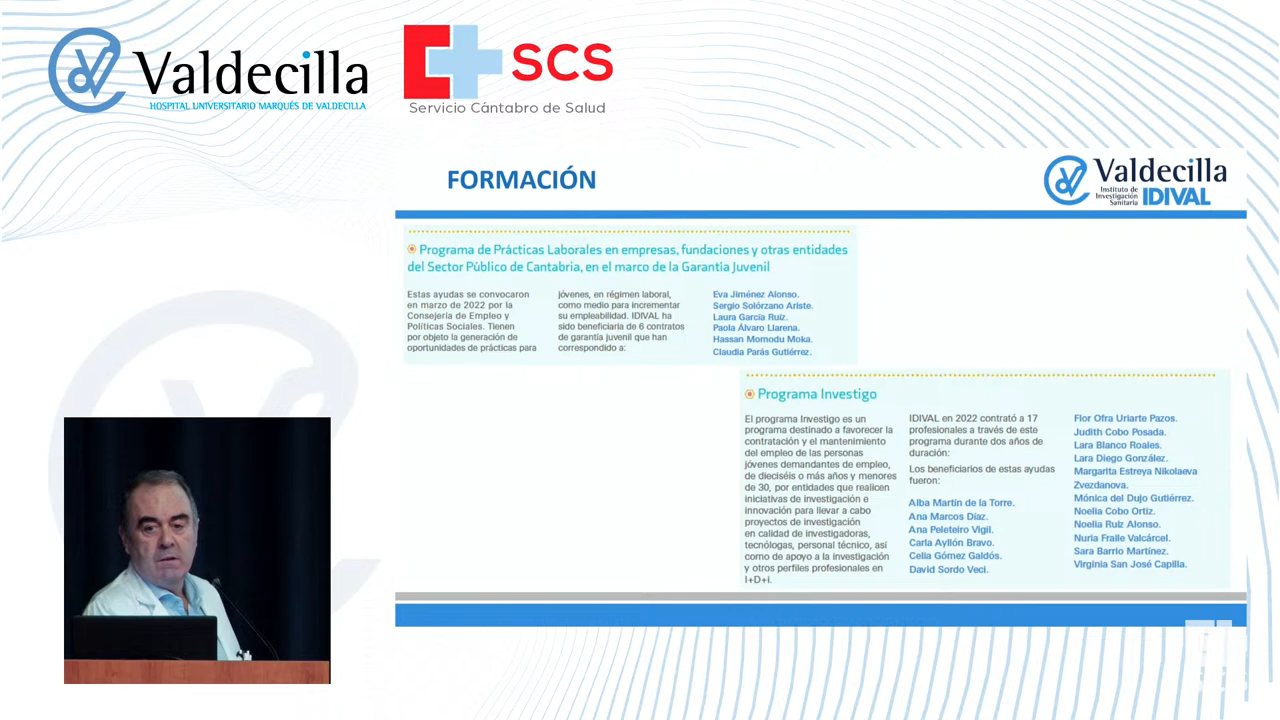 Valdecilla
HOSPITAL UNIVERSITARIO MARQUÉS DE VALDECILLA
SCS
Servicio Cántabro de Salud
FORMACIÓN
Valdecilla
Instituto de
Investigación
Sanitaria
IDIVAL
Programa de Prácticas Laborales en empresas, fundaciones y otras entidades
del Sector Público de Cantabria, en el marco de la Garantía Juvenil
Estas ayudas se convocaron
en marzo de 2022 por la
Consejería de Empleo y
Políticas Sociales. Tienen
por objeto la generación de
oportunidades de prácticas para
jóvenes, en régimen laboral,
como medio para incrementar
su empleabilidad. IDIVAL ha
sido beneficiaria de 6 contratos
de garantía juvenil que han
correspondido a:
Eva Jiménez Alonso.
Sergio Solórzano Ariste.
Laura García Ruiz.
Paola Álvaro Llarena.
Hassan Momodu Moka.
Claudia Parás Gutiérrez.
Programa Investigo
El programa Investigo es un
programa destinado a favorecer la
contratación y el mantenimiento
del empleo de las personas
jóvenes demandantes de empleo,
de dieciséis o más años y menores
de 30, por entidades que realicen
iniciativas de investigación e
innovación para llevar a cabo
proyectos de investigación
en calidad de investigadoras,
tecnólogas, personal técnico, así
como de apoyo a la investigación
y otros perfiles profesionales en
I+D+i.
IDIVAL en 2022 contrató a 17
profesionales a través de este
programa durante dos años de
duración:
Los beneficiarios de estas ayudas
fueron:
Alba Martín de la Torre.
Ana Marcos Díaz.
Ana Peleteiro Vigil.
Carla Ayllón Bravo.
Celia Gómez Galdós.
David Sordo Veci.
Flor Ofra Uriarte Pazos.
Judith Cobo Posada.
Lara Blanco Roales.
Lara Diego González.
Margarita Estreya Nikolaeva
Zvezdanova.
Mónica del Dujo Gutiérrez.
Noelia Cobo Ortiz.
Noelia Ruiz Alonso.
Nuria Fraile Valcárcel.
Sara Barrio Martínez.
Virginia San José Capilla.